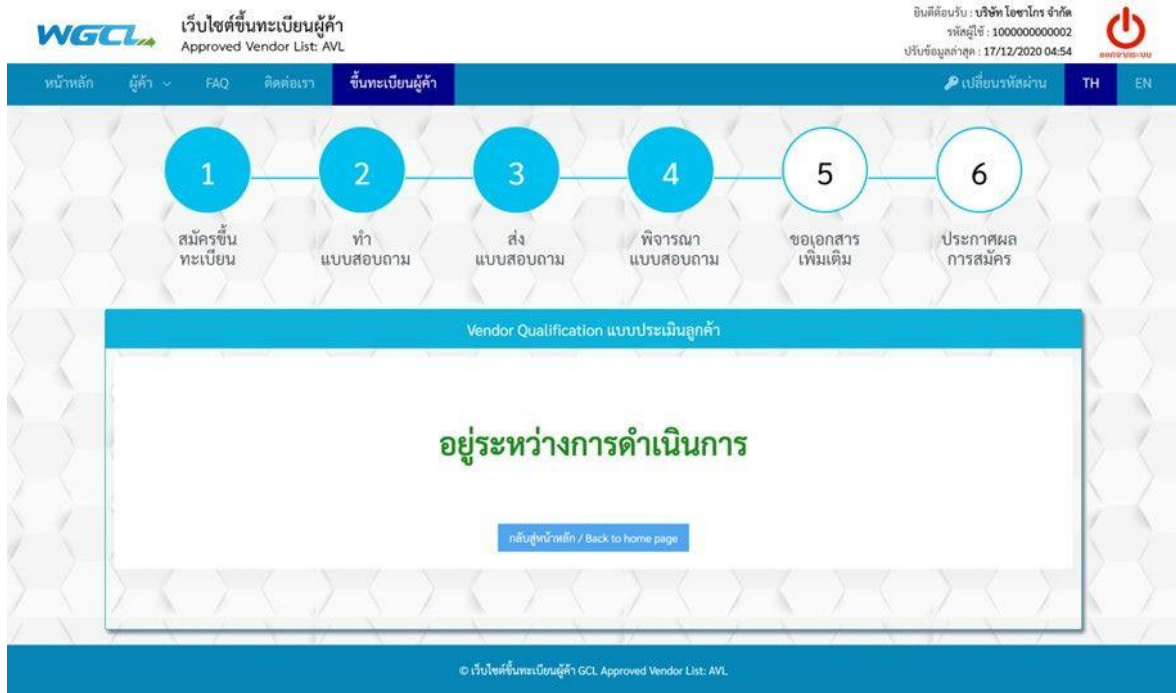 WGCL
เว็บไซต์ขึ้นทะเบียนผู้ค้า
Approved Vendor List: AVL
ยินดีต้อนรับ : บริษัท โอซาไกร จำกัด
รหัสผู้ใช้ : 1000000000002
ปรับข้อมูลล่าสุด : 17/12/2020 04:54
ออกจากระบบ
หน้าหลัก ผู้ค้า FAQ ติดต่อเรา ขึ้นทะเบียนผู้ค้า เปลี่ยนรหัสผ่าน TH EN
1 2 3 4 5 6
สมัครขึ้น ทำ ส่ง พิจารณา ขอเอกสาร ประกาศผล
ทะเบียน แบบสอบถาม แบบสอบถาม แบบสอบถาม เพิ่มเติม การสมัคร
Vendor Qualification แบบประเมินลูกค้า
อยู่ระหว่างการดำเนินการ
กลับสู่หน้าหลัก / Back to home page
© เว็บไซต์ขึ้นทะเบียนผู้ค้า GCL Approved Vendor List: AVL